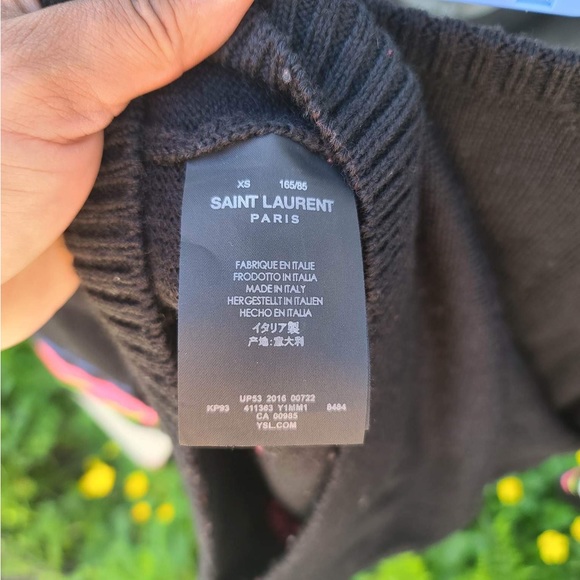 XS 165/85
SAINT LAURENT
PARIS
FABRIQUE EN ITALIE
PRODOTTO IN ITALIA
MADE IN ITALY
HERGESTELLT IN ITALIEN
HECHO EN ITALIA
イタリア製
产地:意大利
UP53 2016 00722
KP93 411363 Y1MM1 8484
CA 00985
YSL.COM